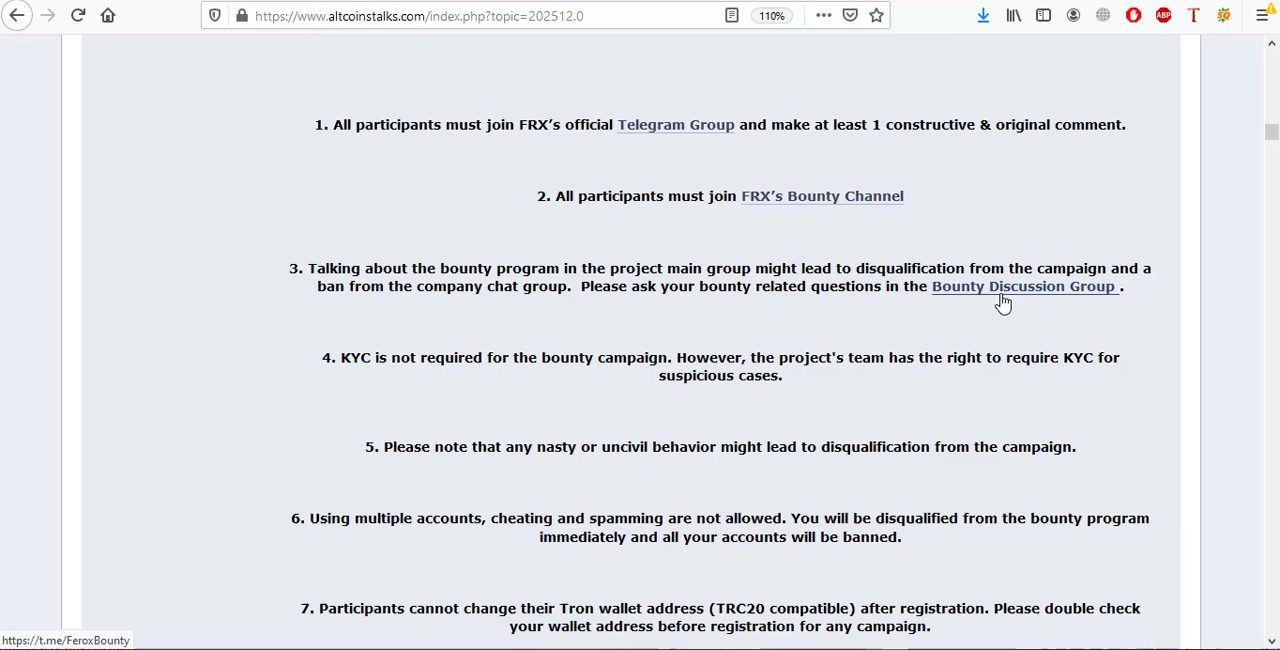 https://www.altcoinstalks.com/index.php?topic=202512.0
110%
ABP
T
1. All participants must join FRX’s official Telegram Group and make at least 1 constructive & original comment.
2. All participants must join FRX’s Bounty Channel
3. Talking about the bounty program in the project main group might lead to disqualification from the campaign and a
ban from the company chat group.  Please ask your bounty related questions in the Bounty Discussion Group .
4. KYC is not required for the bounty campaign. However, the project's team has the right to require KYC for
suspicious cases.
5. Please note that any nasty or uncivil behavior might lead to disqualification from the campaign.
6. Using multiple accounts, cheating and spamming are not allowed. You will be disqualified from the bounty program
immediately and all your accounts will be banned.
7. Participants cannot change their Tron wallet address (TRC20 compatible) after registration. Please double check
your wallet address before registration for any campaign.
https://t.me/FeroxBounty